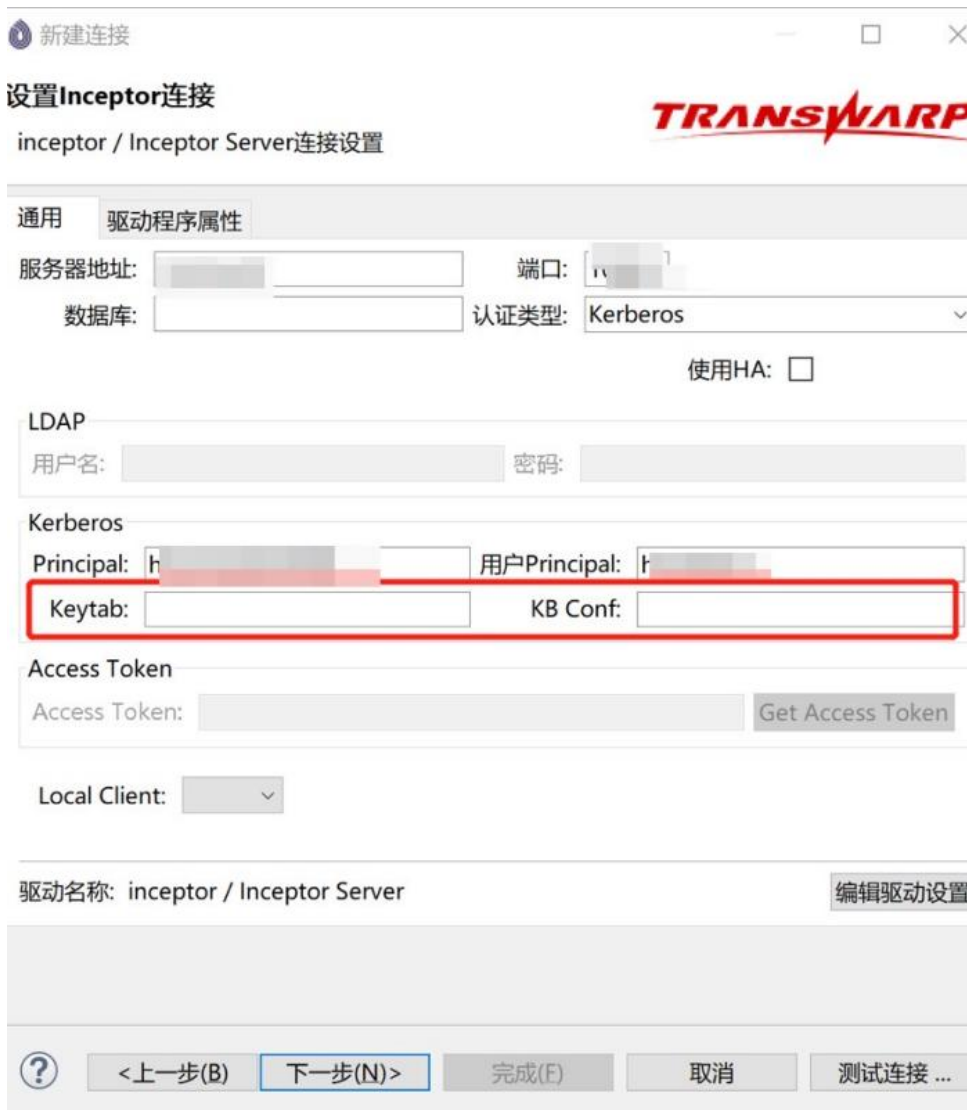 新建连接
设置Inceptor连接
TRANSWARP
inceptor / Inceptor Server连接设置
通用 驱动程序属性
服务器地址: 端口:
数据库: 认证类型: Kerberos
使用HA:
LDAP
用户名: 密码:
Kerberos
Principal: h 用户Principal: h
Keytab: KB Conf:
Access Token
Access Token: Get Access Token
Local Client:
驱动名称: inceptor / Inceptor Server 编辑驱动设置
<上一步(B) 下一步(N)> 完成(F) 取消 测试连接 ...